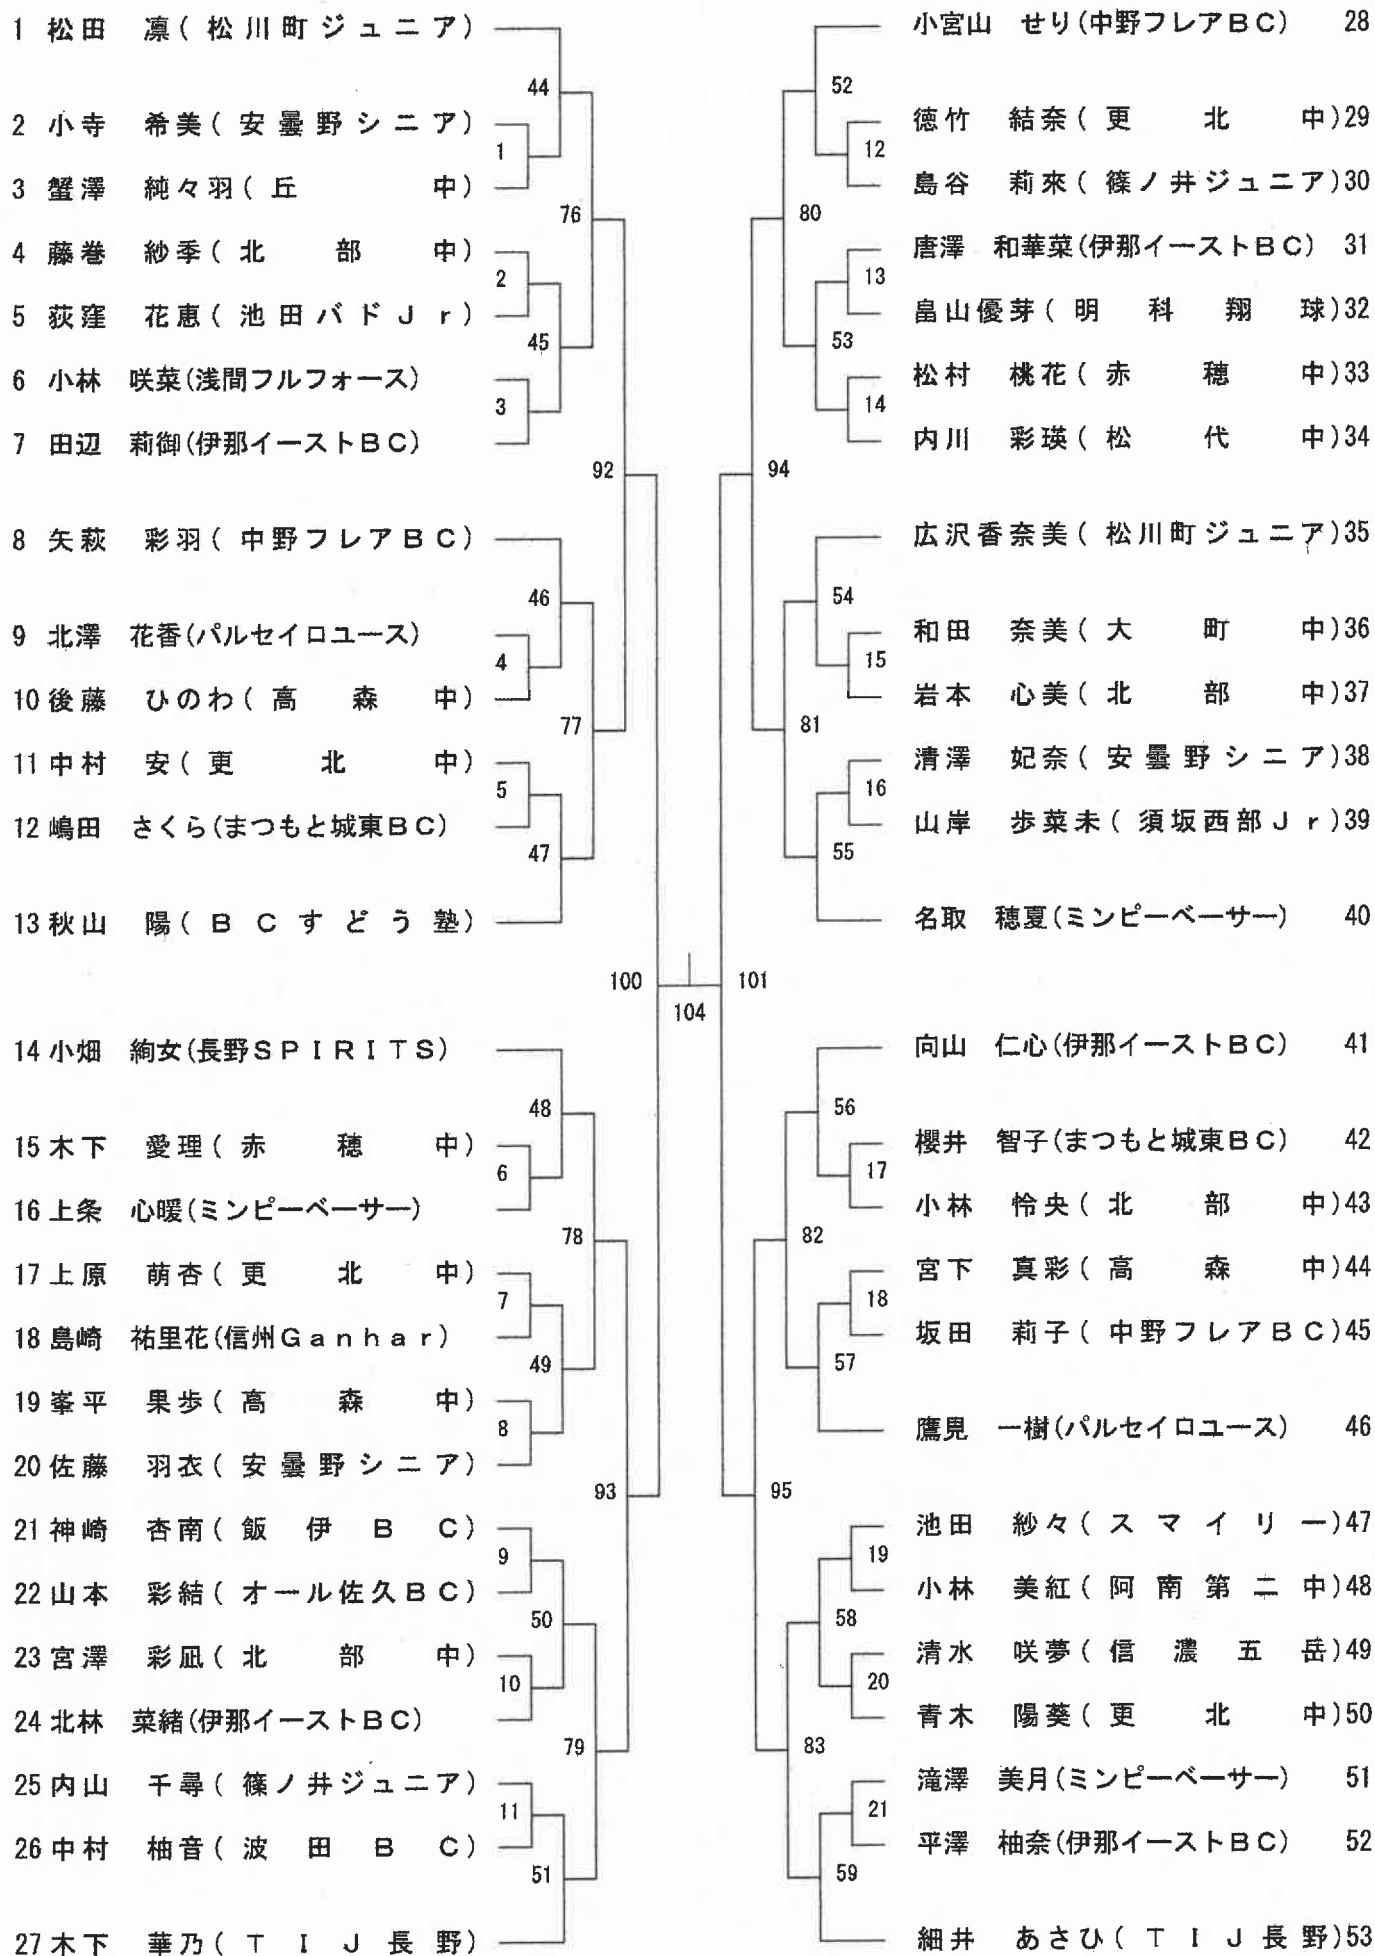 1 松田 凛(松川町ジュニア)
44
2 小寺 希美(安曇野シニア)
1
3 蟹澤 純々羽(丘 中)
76
4 藤巻 紗季(北 部 中)
2
5 荻窪 花恵(池田バドJr)
45
6 小林 咲菜(浅間フルフォース)
3
7 田辺 莉御(伊那イーストBC)
92
8 矢萩 彩羽(中野フレアBC)
46
9 北澤 花香(パルセイロユース)
4
10 後藤 ひのわ(高 森 中)
77
11 中村 安(更 北 中)
5
12 嶋田 さくら(まつもと城東BC)
47
13 秋山 陽(BCすどう塾)
100
14 小畑 絢女(長野SPIRITS)
48
15 木下 愛理(赤 穂 中)
6
16 上条 心暖(ミンピーベーサー)
78
17 上原 萌杏(更 北 中)
7
18 島崎 祐里花(信州Ganhar)
49
19 峯平 果歩(高 森 中)
8
20 佐藤 羽衣(安曇野シニア)
93
21 神崎 杏南(飯伊BC)
9
22 山本 彩結(オール佐久BC)
50
23 宮澤 彩凪(北 部 中)
10
24 北林 菜緒(伊那イーストBC)
79
25 内山 千尋(篠ノ井ジュニア)
11
26 中村 柚音(波田BC)
51
27 木下 華乃(TIJ長野)
104
小宮山 せり(中野フレアBC) 28
52
徳竹 結奈(更 北 中)29
12
島谷 莉來(篠ノ井ジュニア)30
80
唐澤 和華菜(伊那イーストBC) 31
13
畠山優芽(明 科 翔 球)32
53
松村 桃花(赤 穂 中)33
14
内川 彩瑛(松 代 中)34
94
広沢香奈美(松川町ジュニア)35
54
和田 奈美(大 町 中)36
15
岩本 心美(北 部 中)37
81
清澤 妃奈(安曇野シニア)38
16
山岸 歩菜未(須坂西部Jr)39
55
名取 穂夏(ミンピーベーサー) 40
101
向山 仁心(伊那イーストBC) 41
56
櫻井 智子(まつもと城東BC) 42
17
小林 怜央(北 部 中)43
82
宮下 真彩(高 森 中)44
18
坂田 莉子(中野フレアBC)45
57
鷹見 一樹(パルセイロユース) 46
95
池田 紗々(スマイリー)47
19
小林 美紅(阿南第二中)48
58
清水 咲夢(信 濃 五 岳)49
20
青木 陽葵(更 北 中)50
83
滝澤 美月(ミンピーベーサー) 51
21
平澤 柚奈(伊那イーストBC) 52
59
細井 あさひ(TIJ長野)53